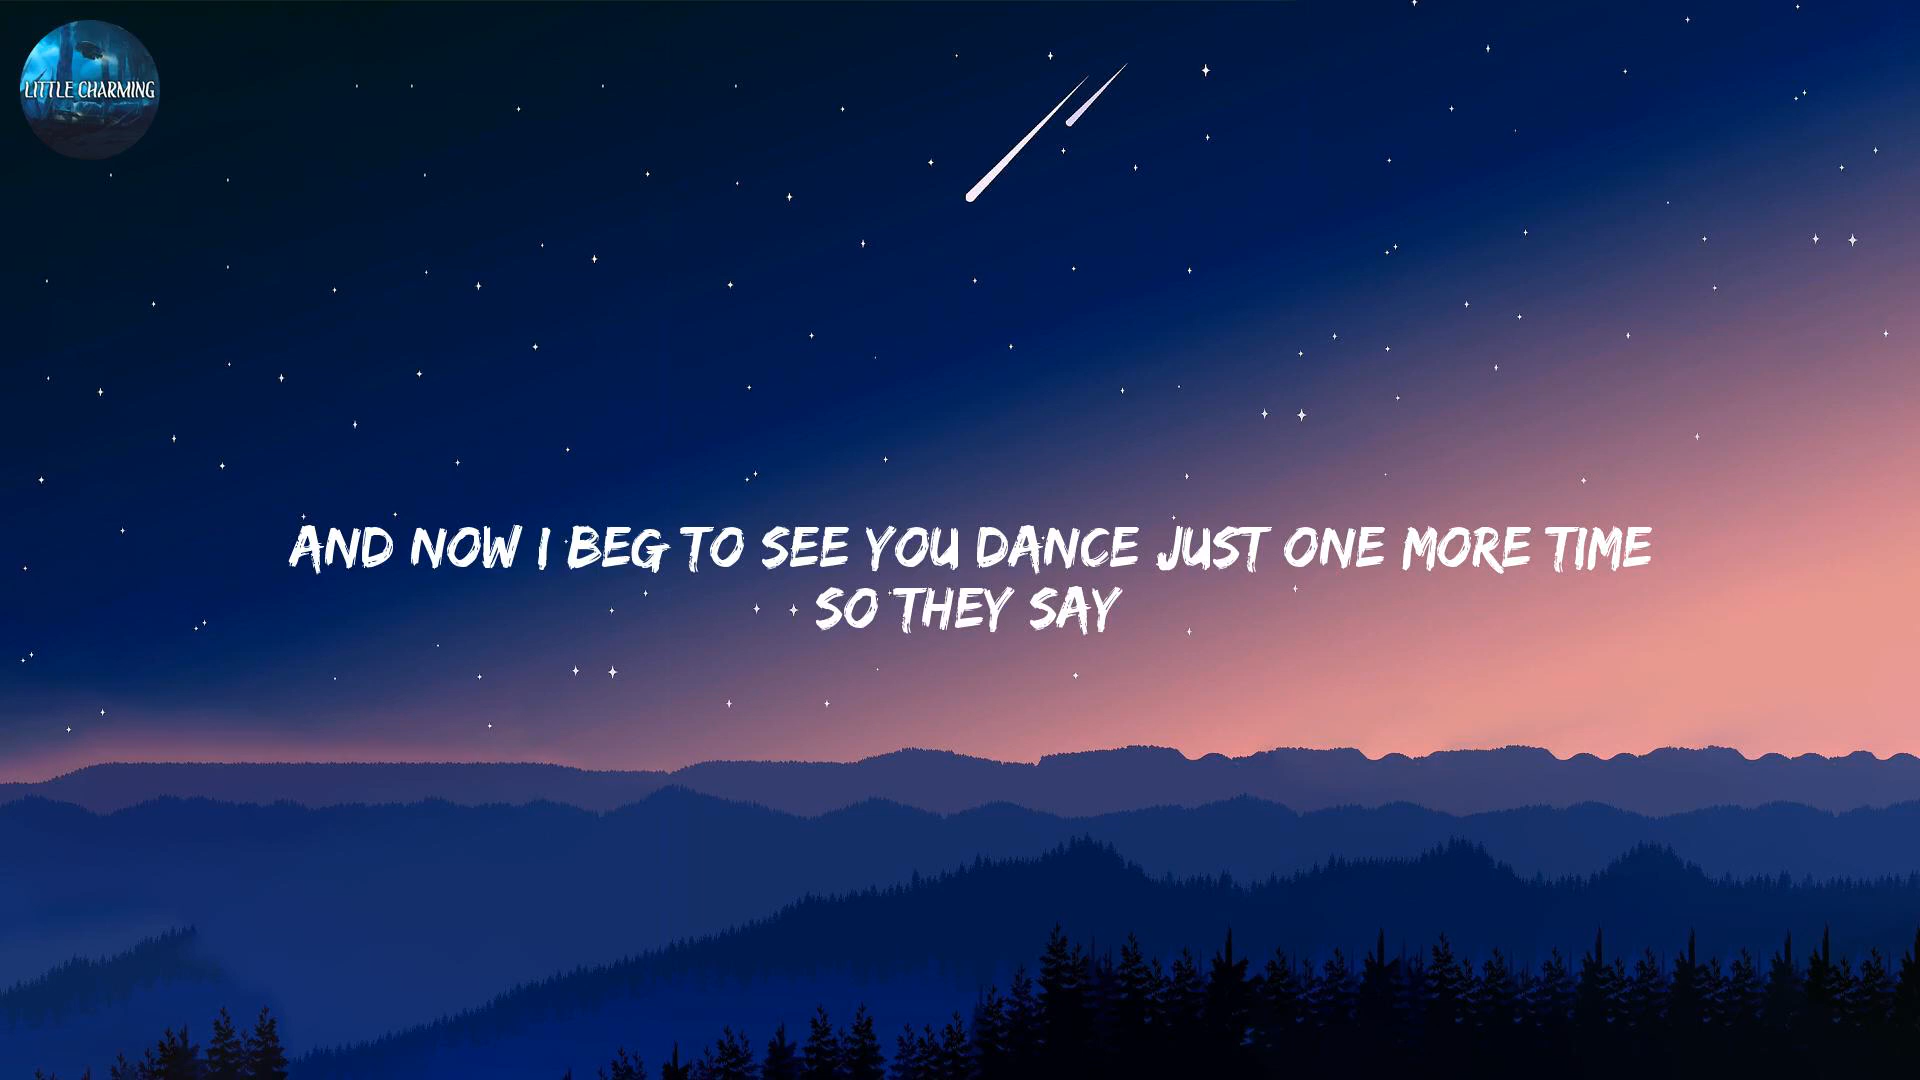 LITTLE CHARMING
AND NOW I BEG TO SEE YOU DANCE JUST ONE MORE TIME
SO THEY SAY